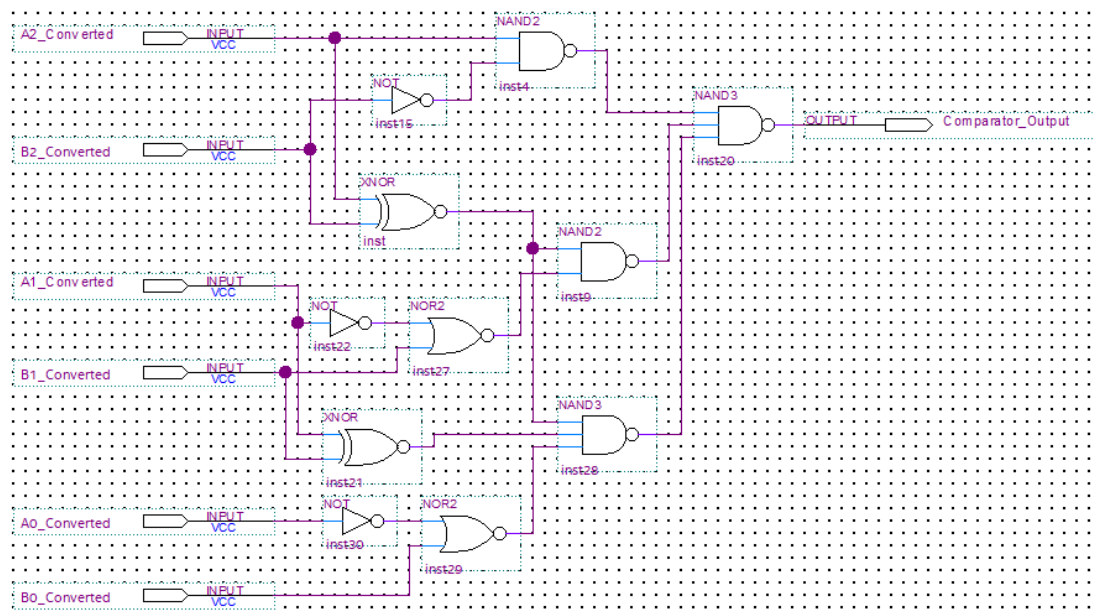 NAND2
A2_Converted
INPUT
VCC
NOT
inst4
NAND3
inst15
OUTPUT
Comparator_Output
B2_Converted
INPUT
VCC
inst20
XNOR
inst
NAND2
A1_Converted
INPUT
VCC
inst9
NOT
NOR2
inst22
B1_Converted
INPUT
VCC
inst27
NAND3
XNOR
inst28
inst21
NOT
NOR2
A0_Converted
INPUT
VCC
inst30
inst29
B0_Converted
INPUT
VCC